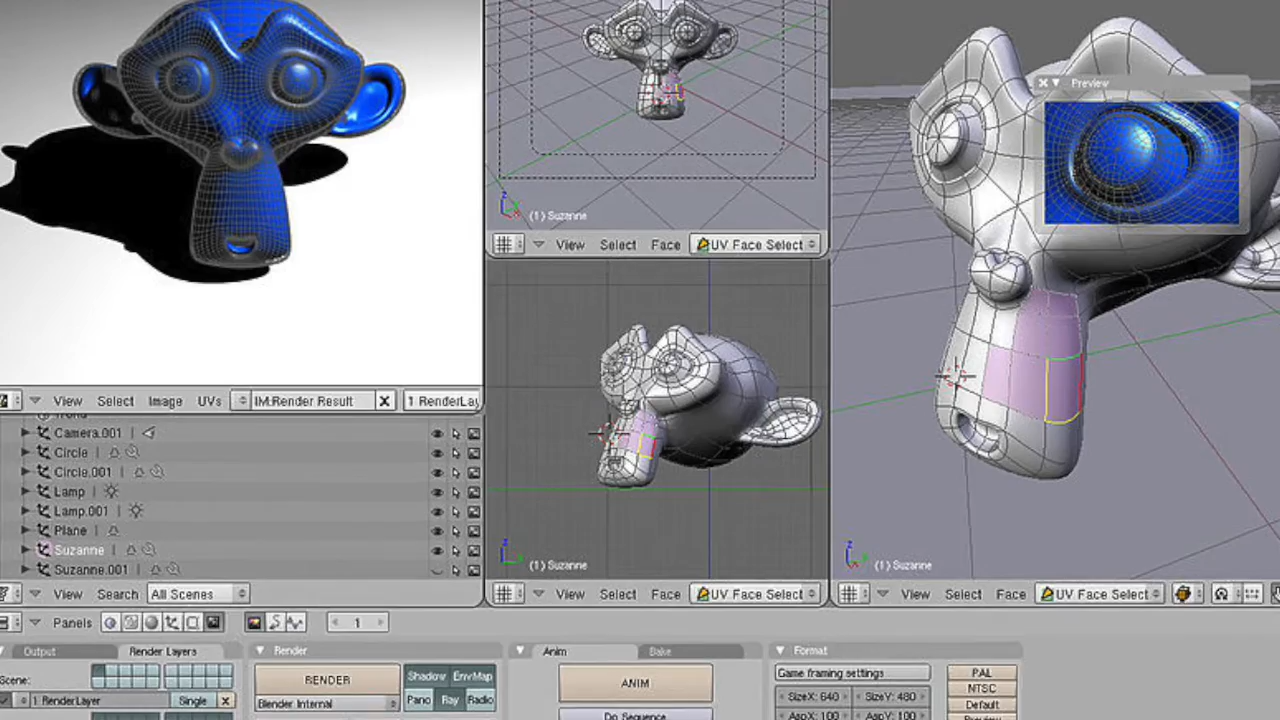 Preview
(1) Suzanne
View Select Face UV Face Select
View Select Image UVs IM:Render Result X 1 RenderLay
Camera.001
Circle
Circle.001
Lamp
Lamp.001
Plane
Suzanne
Suzanne.001
(1) Suzanne
(1) Suzanne
View Search All Scenes
View Select Face UV Face Select
View Select Face UV Face Select
Panels 1
Output Render Layers
Scene:
1 RenderLayer Single X
Render
RENDER
Blender Internal
Shadow EnvMap
Pano Ray Radio
Anim Bake
ANIM
Do Sequence
Format
Game framing settings
SizeX: 640 SizeY: 480
AspX: 100 AspY: 100
PAL
NTSC
Default
Preview